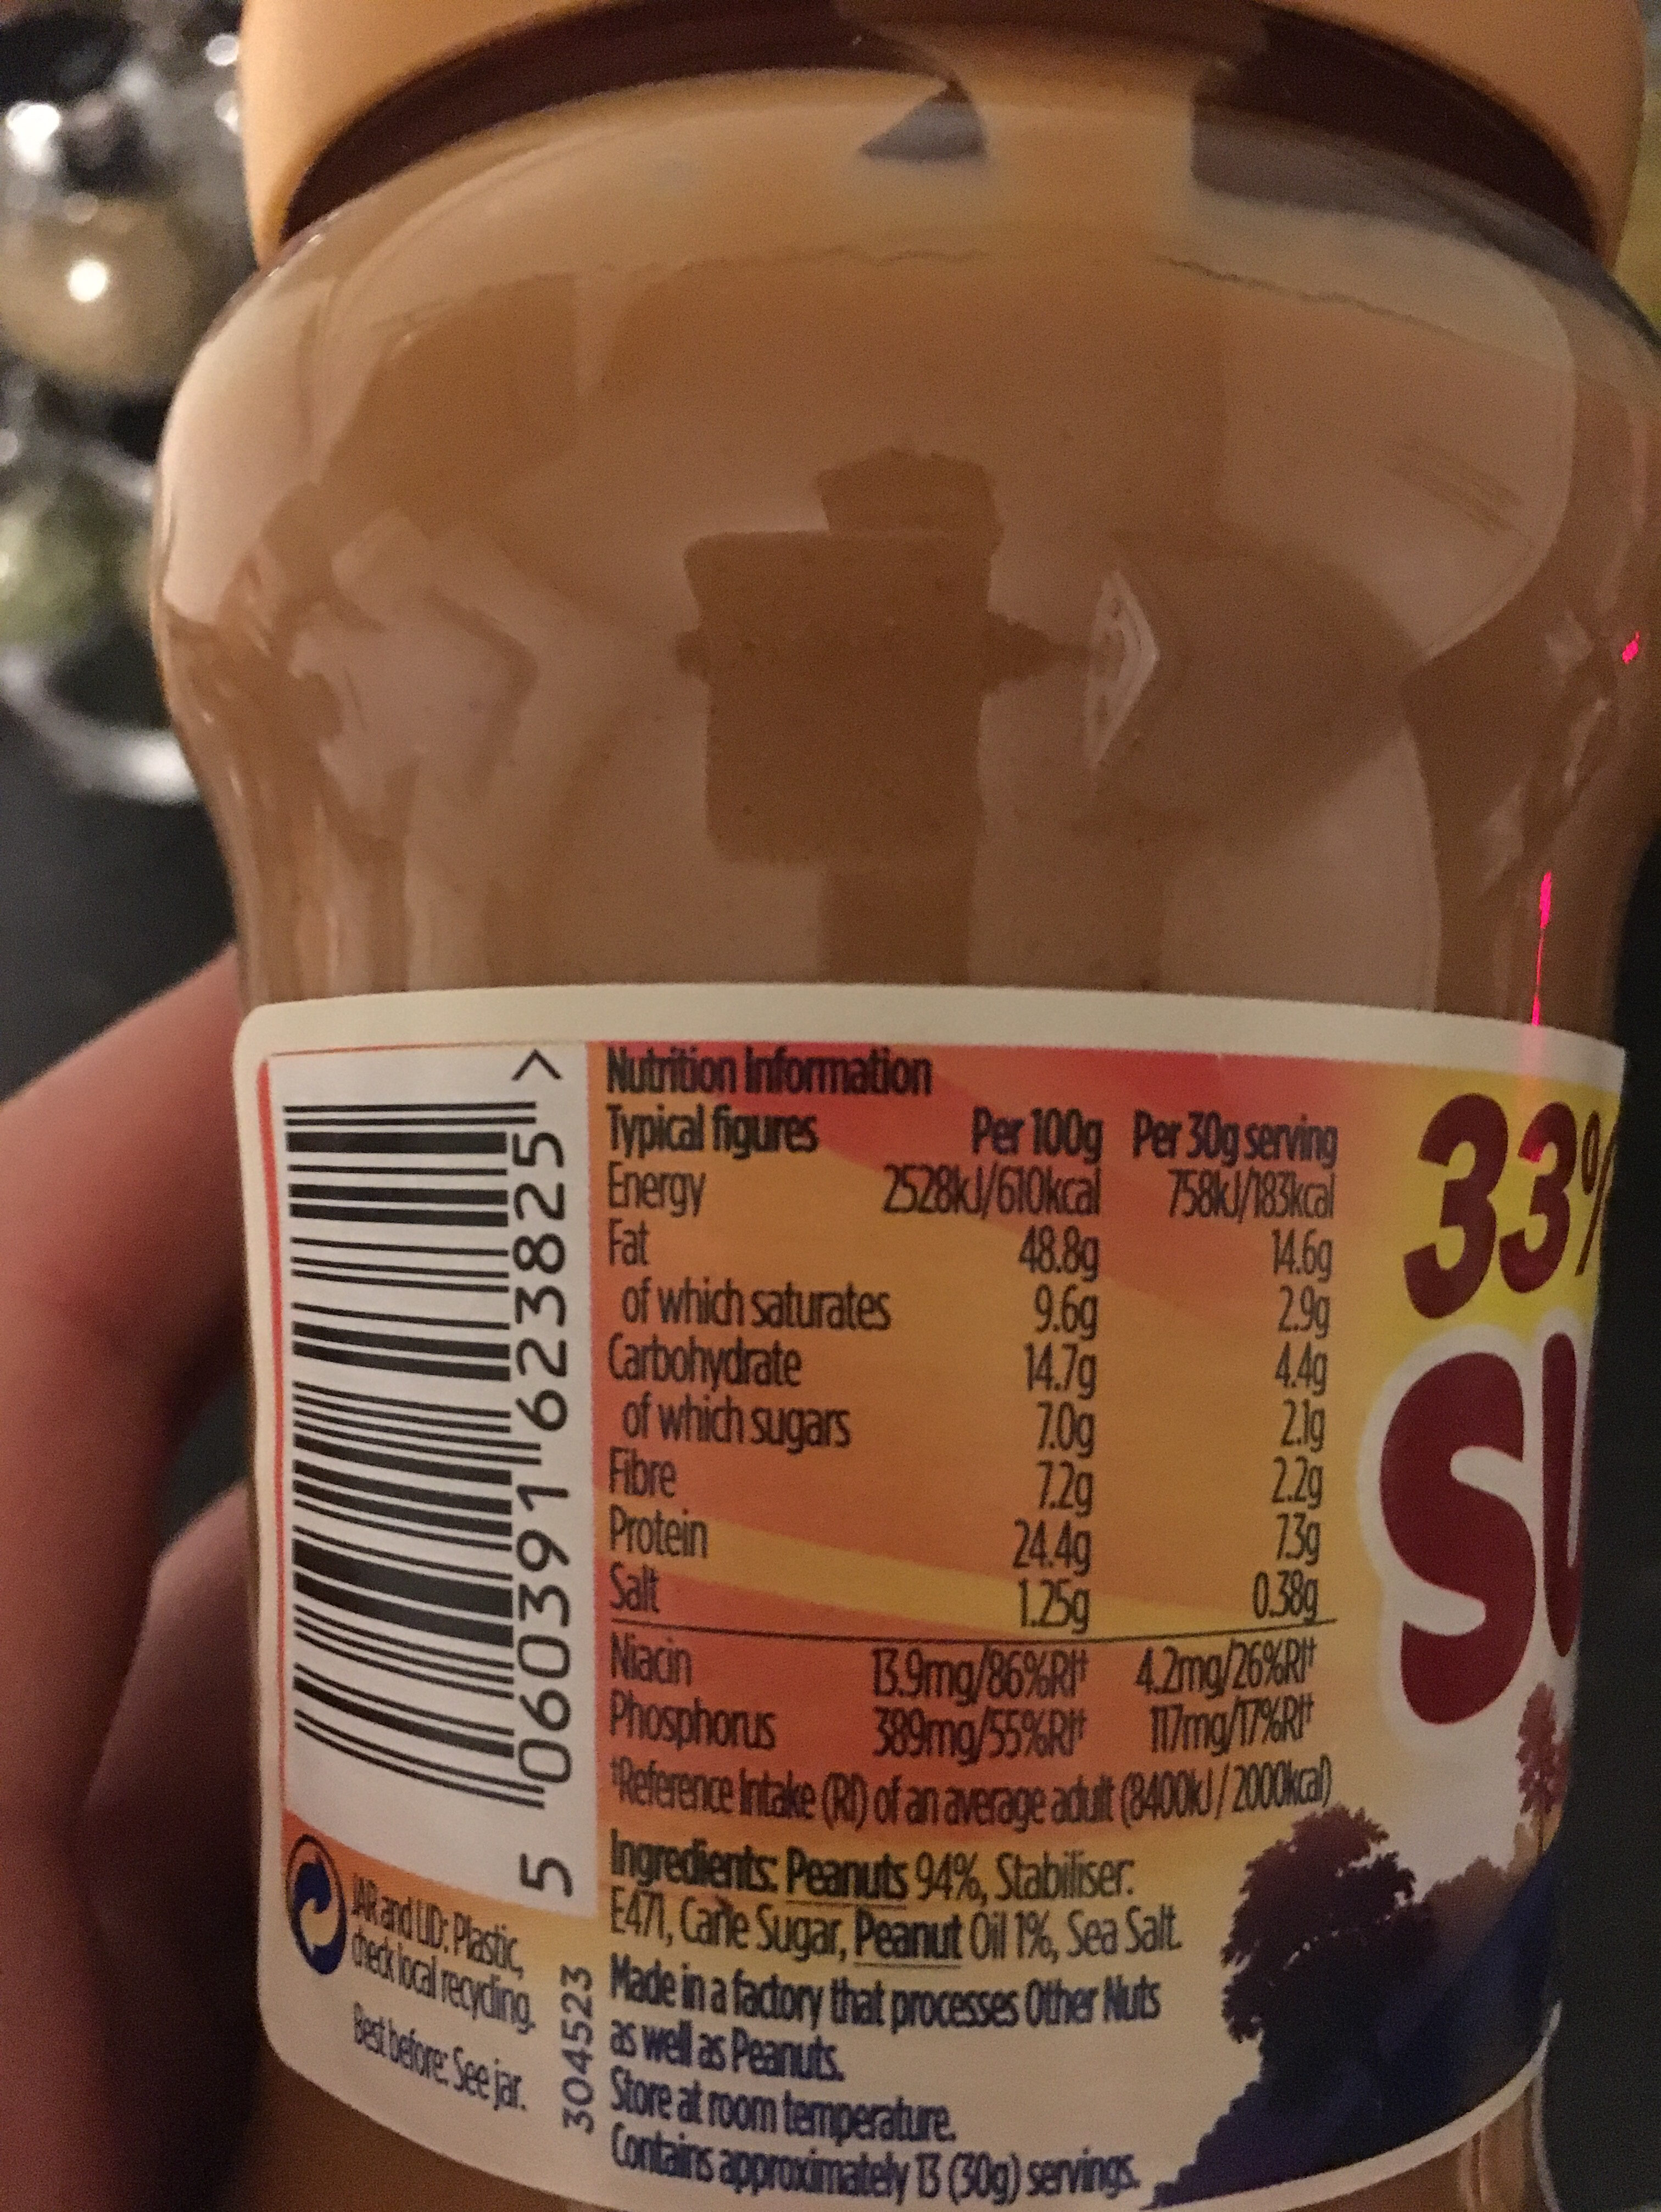 Nutrition Information
Typical figures Per 100g Per 30g serving
Energy 2528kJ/610kcal 758kJ/183kcal
Fat 48.8g 14.6g
of which saturates 9.6g 2.9g
Carbohydrate 14.7g 4.4g
of which sugars 7.0g 2.1g
Fibre 7.2g 2.2g
Protein 24.4g 7.3g
Salt 1.25g 0.38g
Niacin 13.9mg/86%RI†† 4.2mg/26%RI††
Phosphorus 389mg/55%RI†† 117mg/17%RI††
††Reference Intake (RI) of an average adult (8400kJ / 2000kcal)
Ingredients: Peanuts 94%, Stabiliser:
E471, Cane Sugar, Peanut Oil 1%, Sea Salt.
Made in a factory that processes Other Nuts
as well as Peanuts.
Store at room temperature.
Contains approximately 13 (30g) servings.
5 060391 623825 >
JAR and LID: Plastic,
check local recycling.
Best before: See jar.
304523
33%
SU